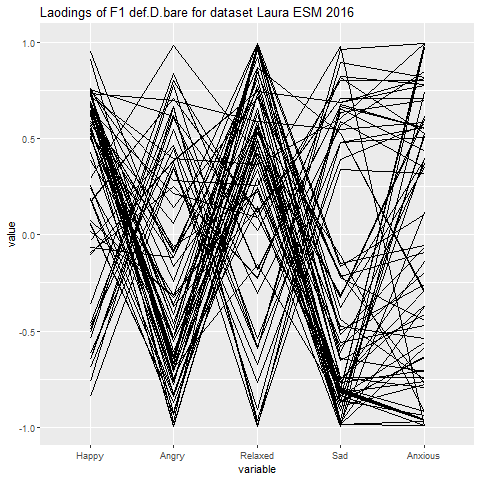 Laodings of F1 def.D.bare for dataset Laura ESM 2016
1.0
0.5
0.0
-0.5
-1.0
value
Happy Angry Relaxed Sad Anxious
variable